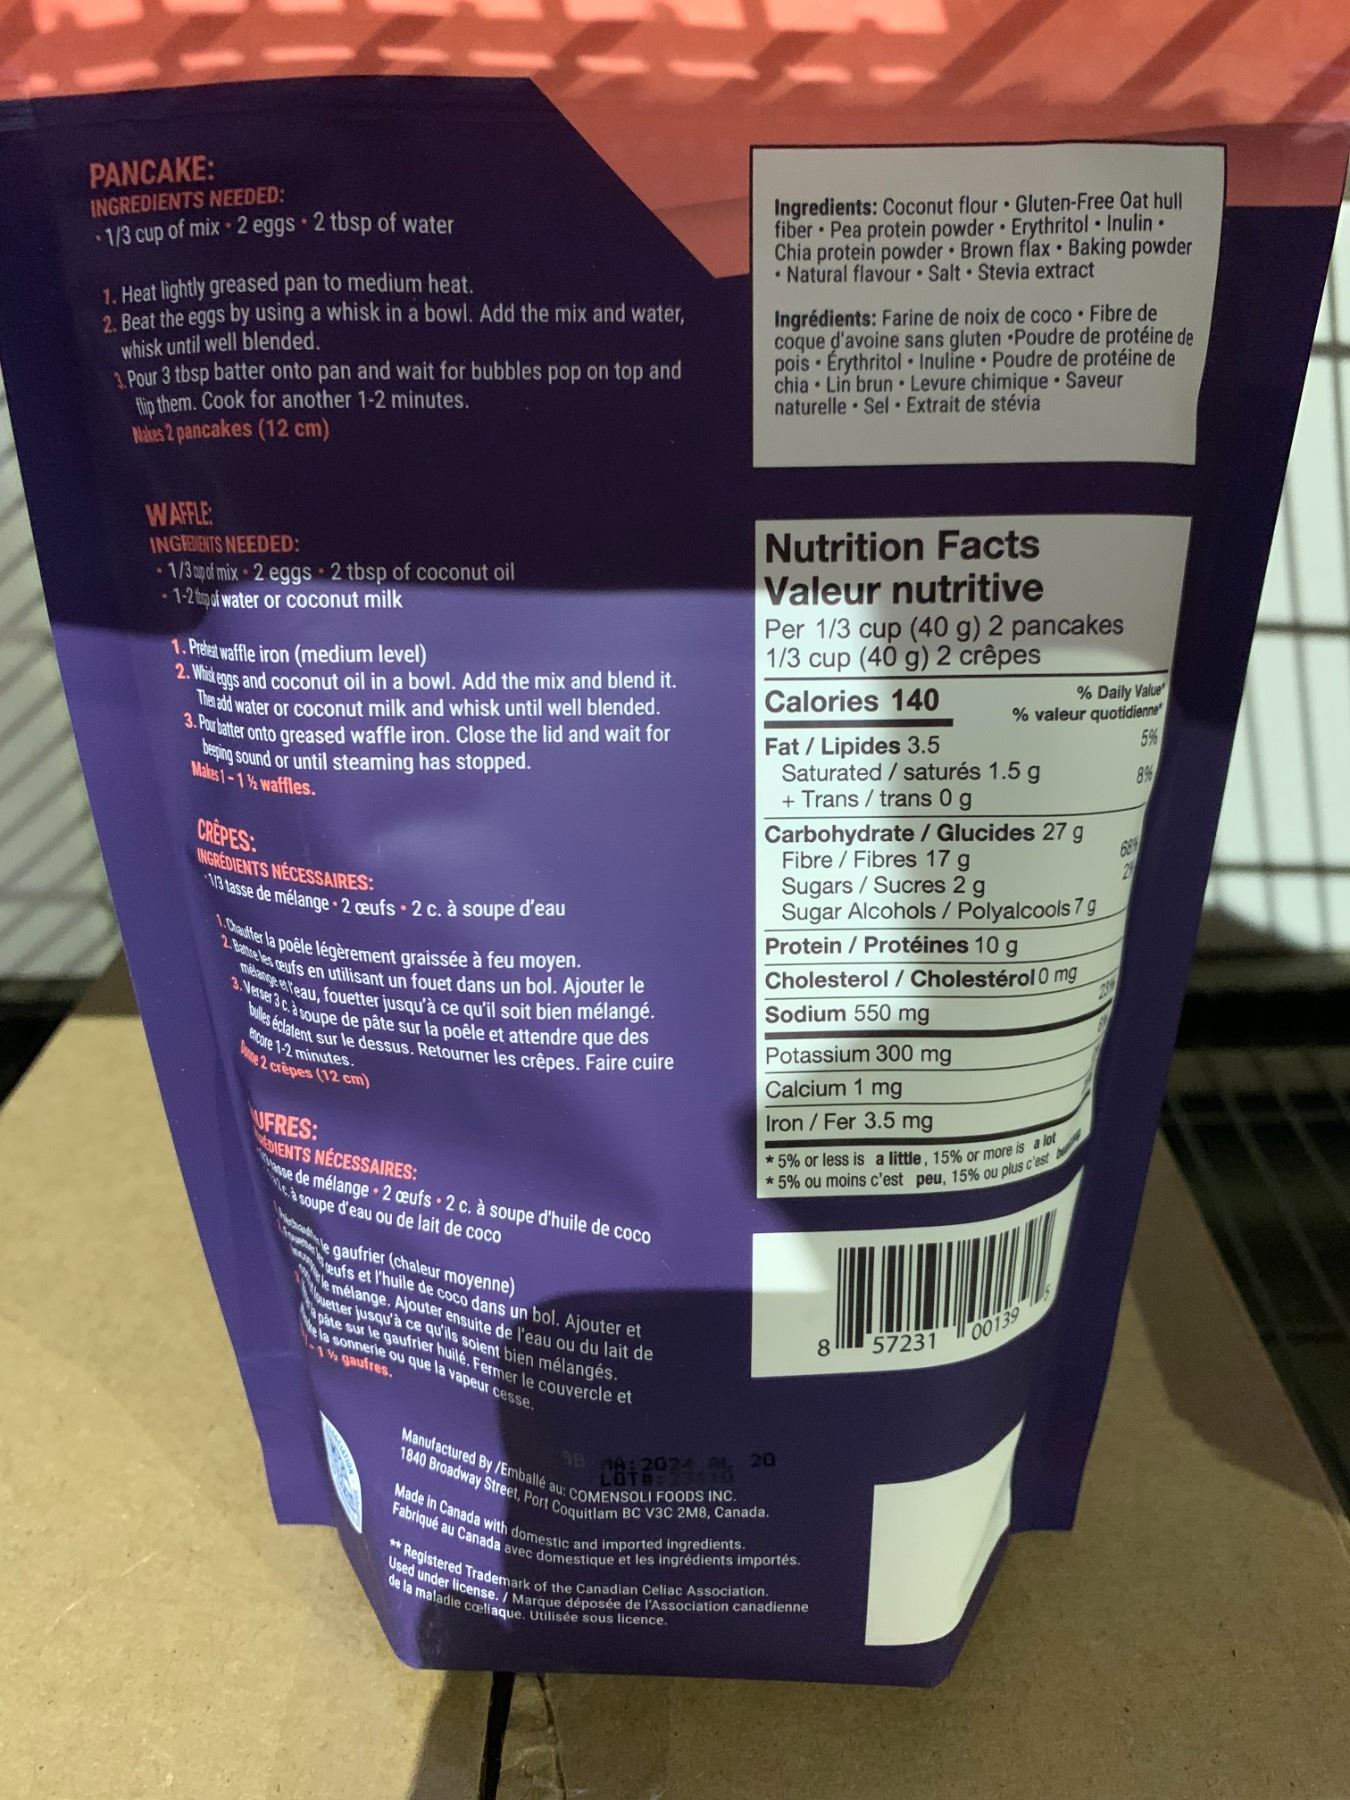 PANCAKE:
INGREDIENTS NEEDED:
• 1/3 cup of mix • 2 eggs • 2 tbsp of water
1. Heat lightly greased pan to medium heat.
2. Beat the eggs by using a whisk in a bowl. Add the mix and water,
whisk until well blended.
3. Pour 3 tbsp batter onto pan and wait for bubbles pop on top and
flip them. Cook for another 1-2 minutes.
Makes 2 pancakes (12 cm)
WAFFLE:
INGREDIENTS NEEDED:
• 1/3 cup of mix • 2 eggs • 2 tbsp of coconut oil
• 1-2 tbsp of water or coconut milk
1. Preheat waffle iron (medium level)
2. Whisk eggs and coconut oil in a bowl. Add the mix and blend it.
Then add water or coconut milk and whisk until well blended.
3. Pour batter onto greased waffle iron. Close the lid and wait for
beeping sound or until steaming has stopped.
Makes 1 - 1 ½ waffles.
CRÊPES:
INGRÉDIENTS NÉCESSAIRES:
• 1/3 tasse de mélange • 2 œufs • 2 c. à soupe d'eau
1. Chauffer la poêle légèrement graissée à feu moyen.
2. Battre les œufs en utilisant un fouet dans un bol. Ajouter le
mélange et l'eau, fouetter jusqu'à ce qu'il soit bien mélangé.
3. Verser 3 c. à soupe de pâte sur la poêle et attendre que des
bulles éclatent sur le dessus. Retourner les crêpes. Faire cuire
encore 1-2 minutes.
Donne 2 crêpes (12 cm)
UFRES:
NÉCESSAIRES:
tasse de mélange • 2 œufs • 2 c. à soupe d'huile de coco
c. à soupe d'eau ou de lait de coco
le gaufrier (chaleur moyenne)
œufs et l'huile de coco dans un bol. Ajouter et
le mélange. Ajouter ensuite de l'eau ou du lait de
fouetter jusqu'à ce qu'ils soient bien mélangés.
pâte sur le gaufrier huilé. Fermer le couvercle et
la sonnerie ou que la vapeur cesse.
- 1 ½ gaufres.
Manufactured By /Emballé au: COMENSOLI FOODS INC.
1840 Broadway Street, Port Coquitlam BC V3C 2M8, Canada.
Made in Canada with domestic and imported ingredients.
Fabriqué au Canada avec domestique et les ingrédients importés.
** Registered Trademark of the Canadian Celiac Association.
Used under license. / Marque déposée de l'Association canadienne
de la maladie cœliaque. Utilisée sous licence.
MA: 2024 AL 20
Ingredients: Coconut flour • Gluten-Free Oat hull
fiber • Pea protein powder • Erythritol • Inulin •
Chia protein powder • Brown flax • Baking powder
• Natural flavour • Salt • Stevia extract
Ingrédients: Farine de noix de coco • Fibre de
coque d'avoine sans gluten •Poudre de protéine de
pois • Érythritol • Inuline • Poudre de protéine de
chia • Lin brun • Levure chimique • Saveur
naturelle • Sel • Extrait de stévia
Nutrition Facts
Valeur nutritive
Per 1/3 cup (40 g) 2 pancakes
1/3 cup (40 g) 2 crêpes
Calories 140
% Daily Value*
% valeur quotidienne*
Fat / Lipides 3.5 5%
Saturated / saturés 1.5 g 8%
+ Trans / trans 0 g
Carbohydrate / Glucides 27 g
Fibre / Fibres 17 g 68%
Sugars / Sucres 2 g 2%
Sugar Alcohols / Polyalcools 7 g
Protein / Protéines 10 g
Cholesterol / Cholestérol 0 mg
Sodium 550 mg 23%
Potassium 300 mg
Calcium 1 mg
Iron / Fer 3.5 mg
* 5% or less is a little, 15% or more is a lot
* 5% ou moins c'est peu, 15% ou plus c'est
8 57231 00139 5